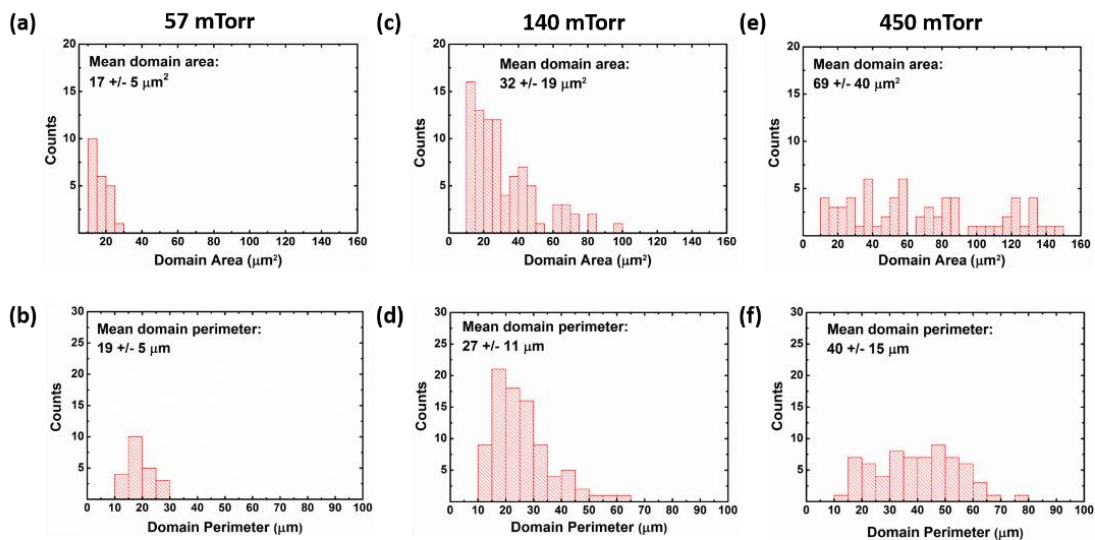 (a) 57 mTorr
20
15
10
5
Counts
Mean domain area:
17 +/- 5 μm²
20 40 60 80 100 120 140 160
Domain Area (μm²)
(c) 140 mTorr
20
15
10
5
Counts
Mean domain area:
32 +/- 19 μm²
0 20 40 60 80 100 120 140 160
Domain Area (μm²)
(e) 450 mTorr
20
15
10
5
Counts
Mean domain area:
69 +/- 40 μm²
0 20 40 60 80 100 120 140 160
Domain Area (μm²)
(b)
30
25
20
15
10
5
Counts
Mean domain perimeter:
19 +/- 5 μm
0 10 20 30 40 50 60 70 80 90 100
Domain Perimeter (μm)
(d)
30
25
20
15
10
5
Counts
Mean domain perimeter:
27 +/- 11 μm
0 10 20 30 40 50 60 70 80 90 100
Domain Perimeter (μm)
(f)
30
25
20
15
10
5
Counts
Mean domain perimeter:
40 +/- 15 μm
0 10 20 30 40 50 60 70 80 90 100
Domain Perimeter (μm)